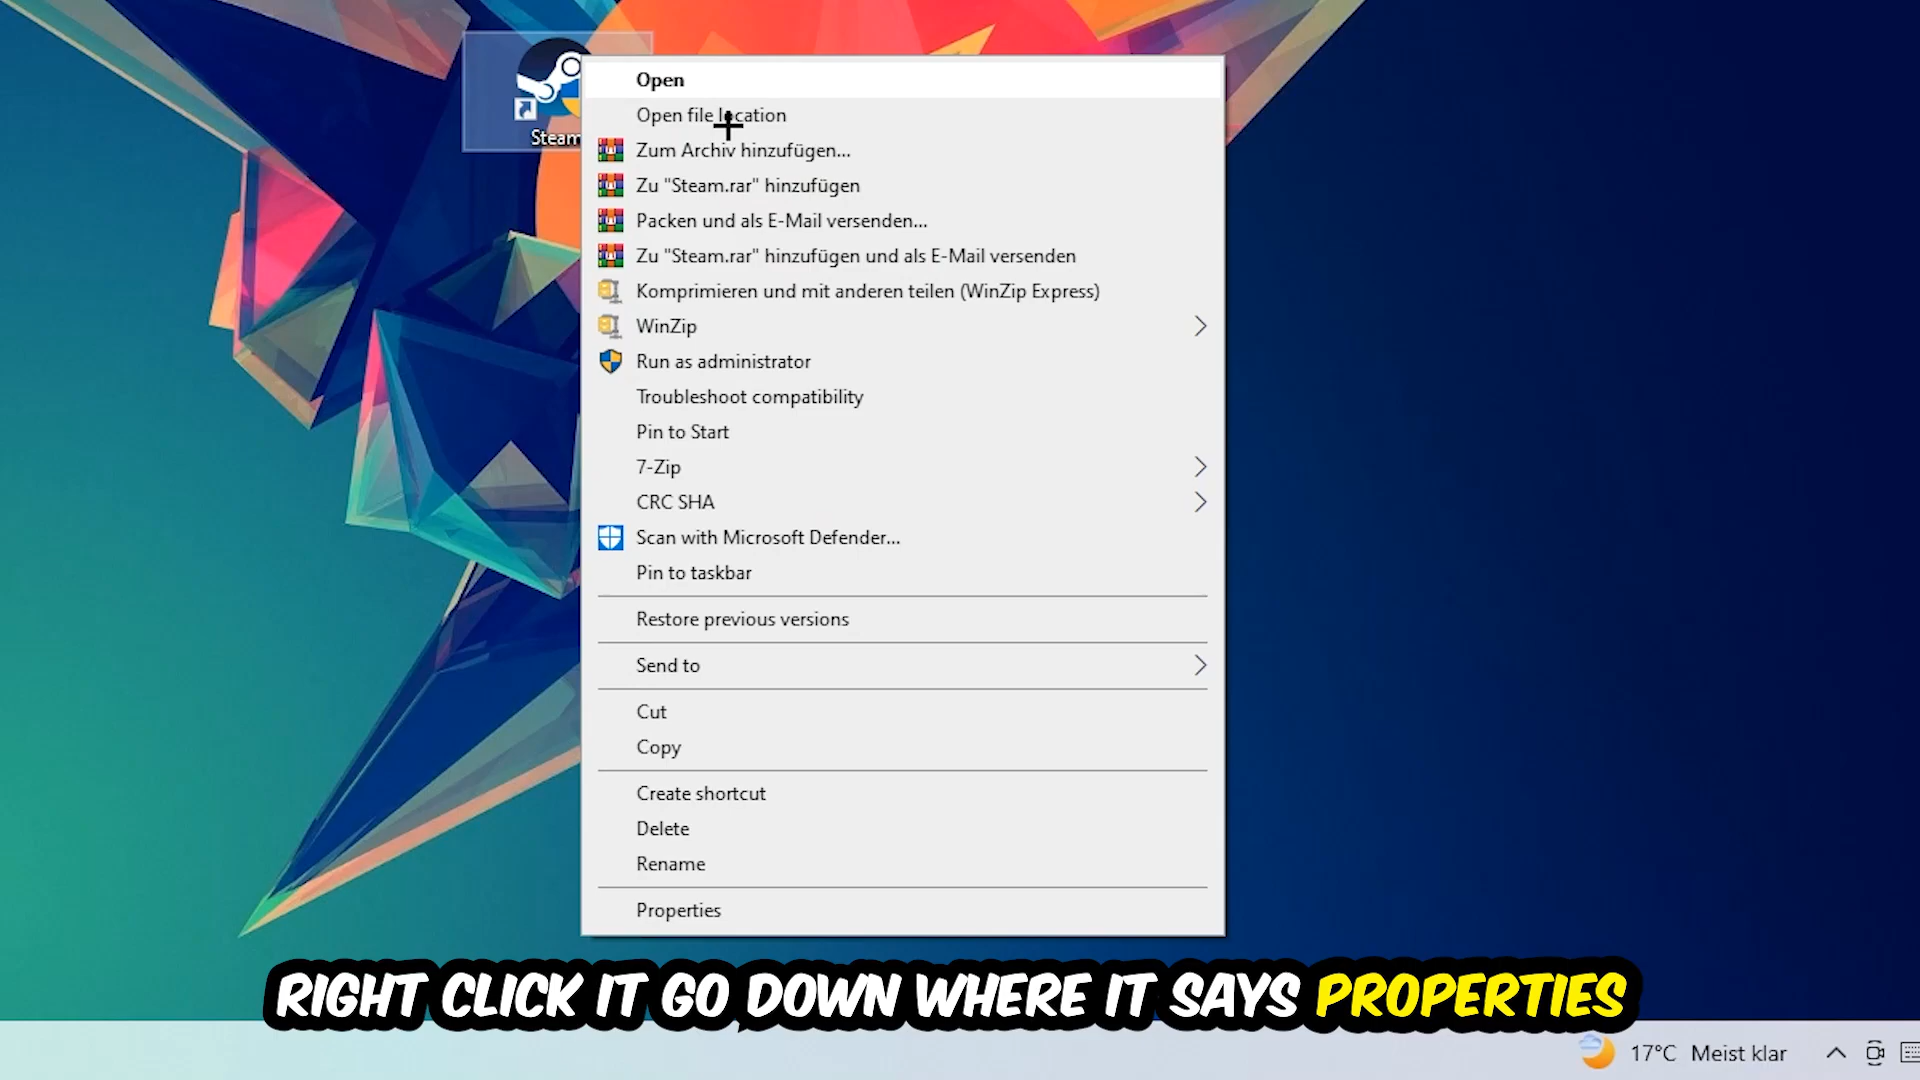 Steam
Open
Open file location
Zum Archiv hinzufügen...
Zu "Steam.rar" hinzufügen
Packen und als E-Mail versenden...
Zu "Steam.rar" hinzufügen und als E-Mail versenden
Komprimieren und mit anderen teilen (WinZip Express)
WinZip
Run as administrator
Troubleshoot compatibility
Pin to Start
7-Zip
CRC SHA
Scan with Microsoft Defender...
Pin to taskbar
Restore previous versions
Send to
Cut
Copy
Create shortcut
Delete
Rename
Properties
RIGHT CLICK IT GO DOWN WHERE IT SAYS PROPERTIES
17°C Meist klar